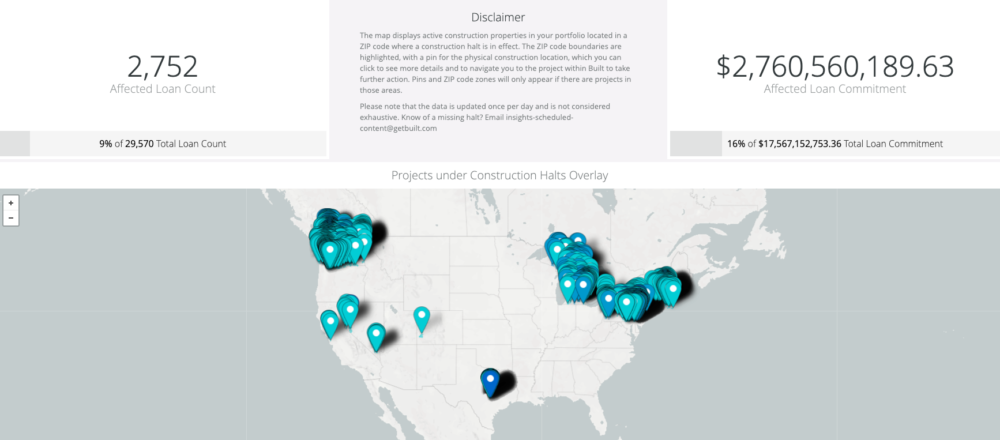 2,752
Affected Loan Count
9% of 29,570 Total Loan Count
Disclaimer
The map displays active construction properties in your portfolio located in a
ZIP code where a construction halt is in effect. The ZIP code boundaries are
highlighted, with a pin for the physical construction location, which you can
click to see more details and to navigate you to the project within Built to take
further action. Pins and ZIP code zones will only appear if there are projects in
those areas.
Please note that the data is updated once per day and is not considered
exhaustive. Know of a missing halt? Email insights-scheduled-
content@getbuilt.com
$2,760,560,189.63
Affected Loan Commitment
16% of $17,567,152,753.36 Total Loan Commitment
Projects under Construction Halts Overlay
+
−